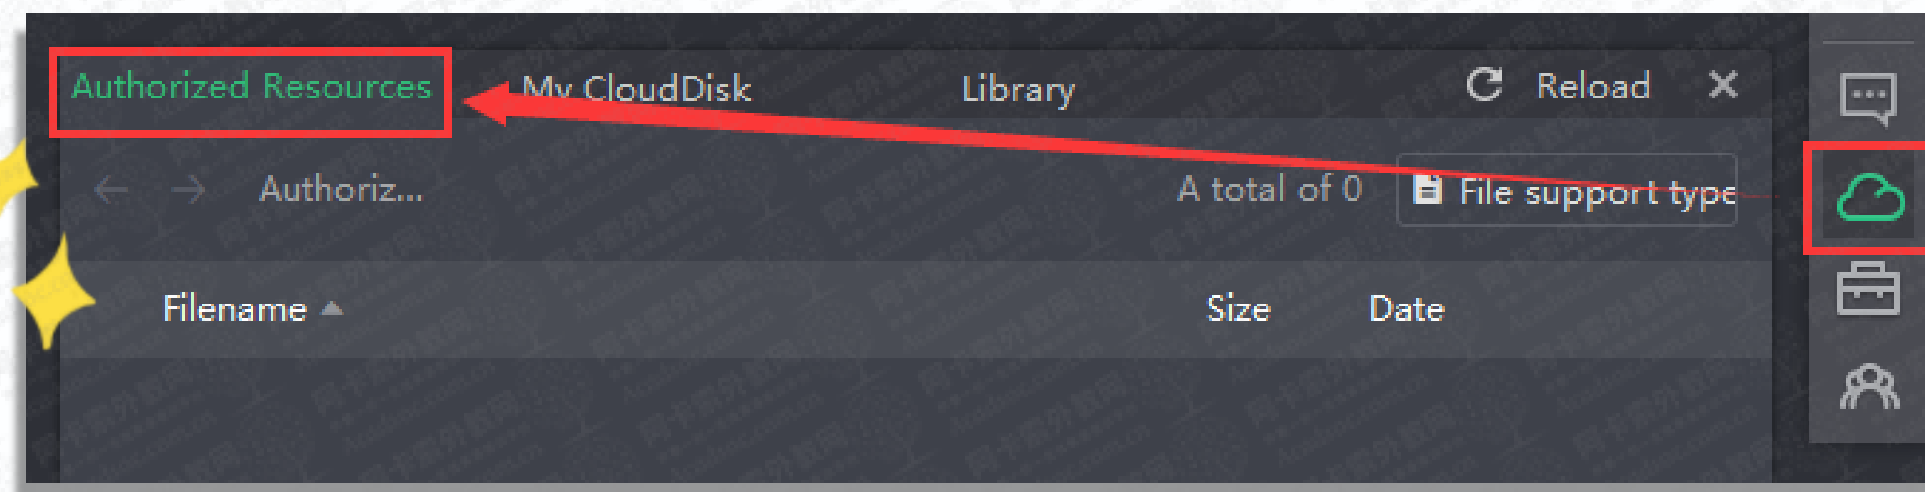 Authorized Resources My CloudDisk Library Reload
Authoriz... A total of 0 File support type
Filename Size Date